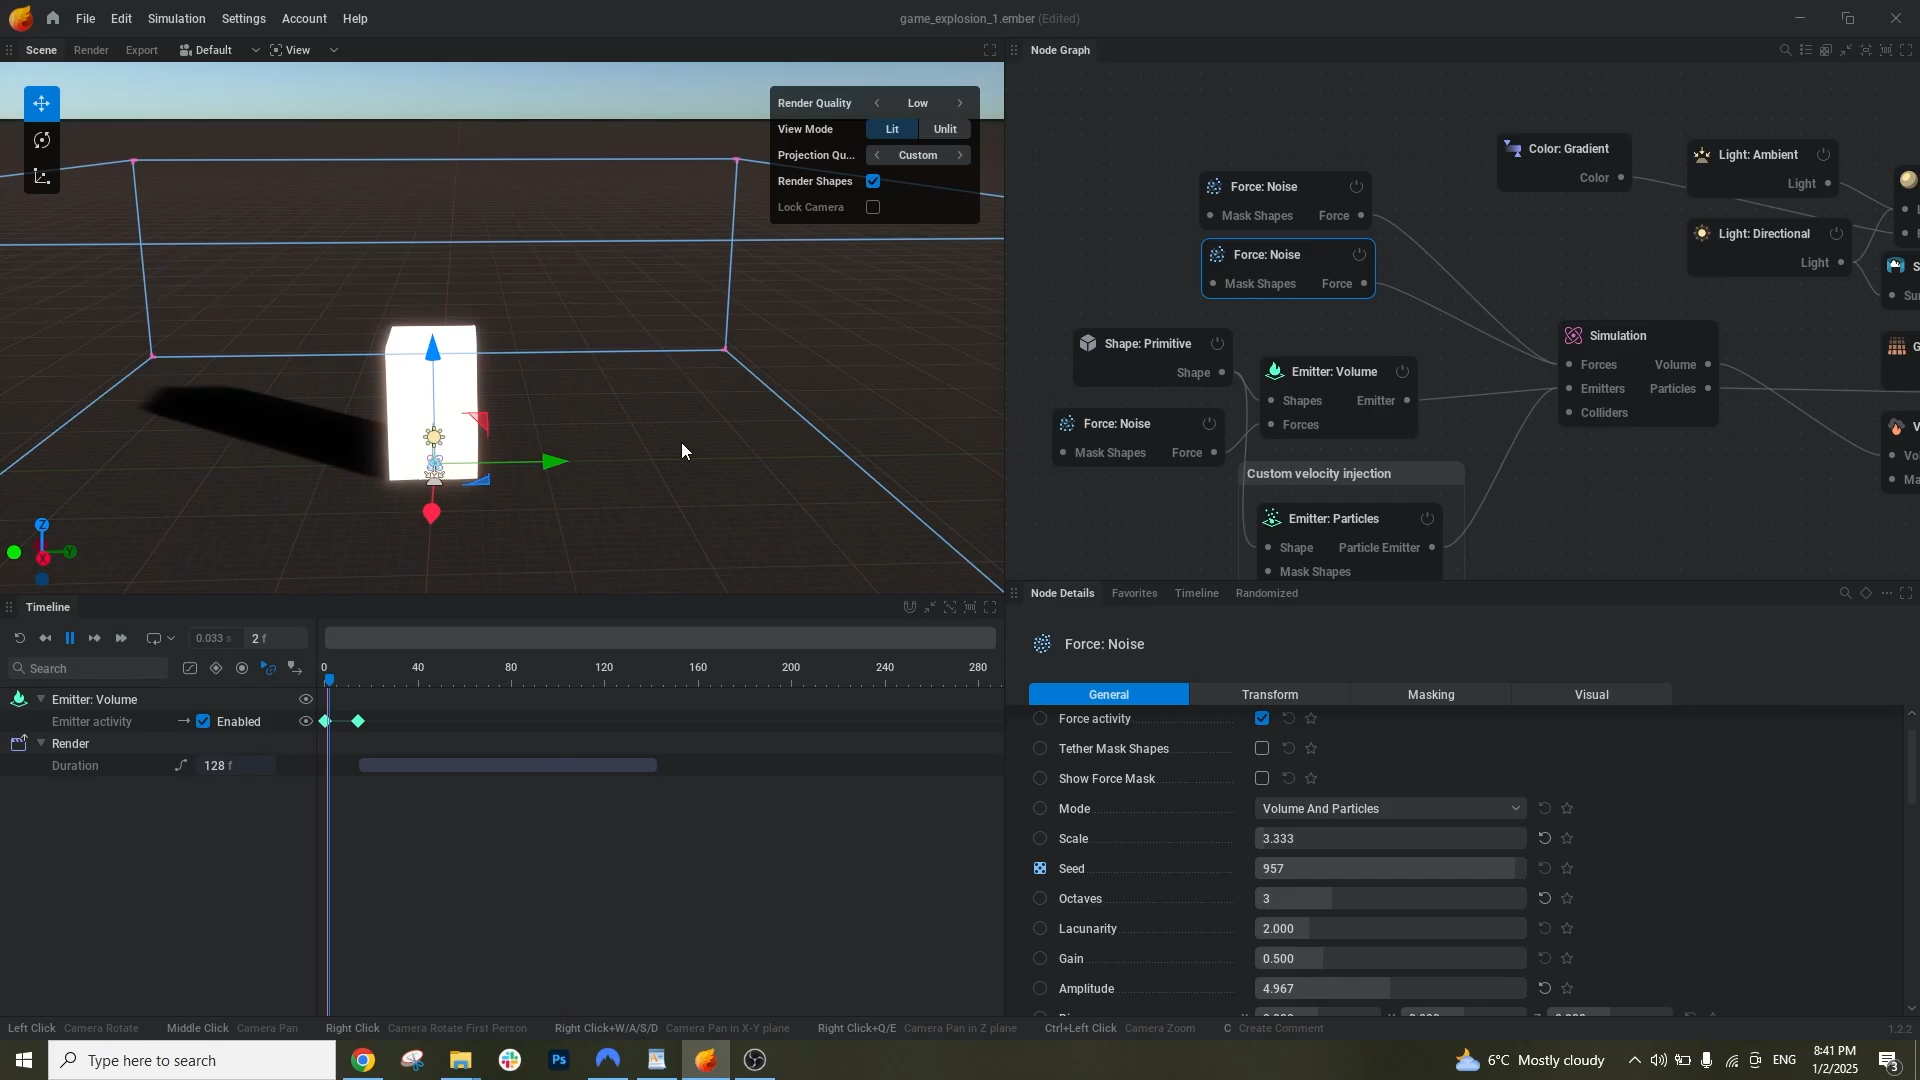 File Edit Simulation Settings Account Help
game_explosion_1.ember (Edited)
Scene Render Export Default View
Render Quality Low
View Mode Lit Unlit
Projection Qu... Custom
Render Shapes
Lock Camera
Z
Y
X
Node Graph
Color: Gradient
Color
Light: Ambient
Light
Force: Noise
Mask Shapes Force
Light: Directional
Light
Force: Noise
Mask Shapes Force
Shape: Primitive
Shape
Emitter: Volume
Shapes Emitter
Forces
Force: Noise
Mask Shapes Force
Simulation
Forces Volume
Emitters Particles
Colliders
Custom velocity injection
Emitter: Particles
Shape Particle Emitter
Mask Shapes
Timeline
0.033 s 2 f
Search
0 40 80 120 160 200 240 280
Emitter: Volume
Emitter activity Enabled
Render
Duration 128 f
Node Details Favorites Timeline Randomized
Force: Noise
General Transform Masking Visual
Force activity
Tether Mask Shapes
Show Force Mask
Mode Volume And Particles
Scale 3.333
Seed 957
Octaves 3
Lacunarity 2.000
Gain 0.500
Amplitude 4.967
Left Click Camera Rotate Middle Click Camera Pan Right Click Camera Rotate First Person Right Click+W/A/S/D Camera Pan in X-Y plane Right Click+Q/E Camera Pan in Z plane Ctrl+Left Click Camera Zoom C Create Comment 1.2.2
Type here to search
Ps
6°C Mostly cloudy ENG
8:41 PM
1/2/2025
3